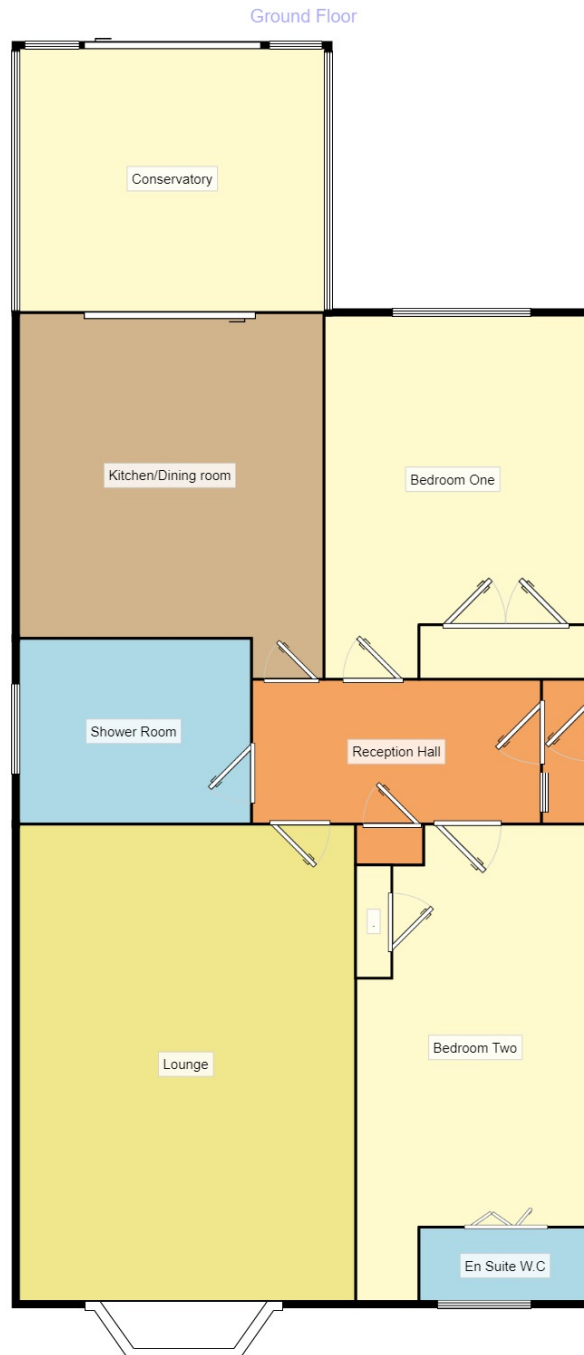 Ground Floor
Conservatory
Kitchen/Dining room
Bedroom One
Shower Room
Reception Hall
.
Lounge
Bedroom Two
En Suite W.C